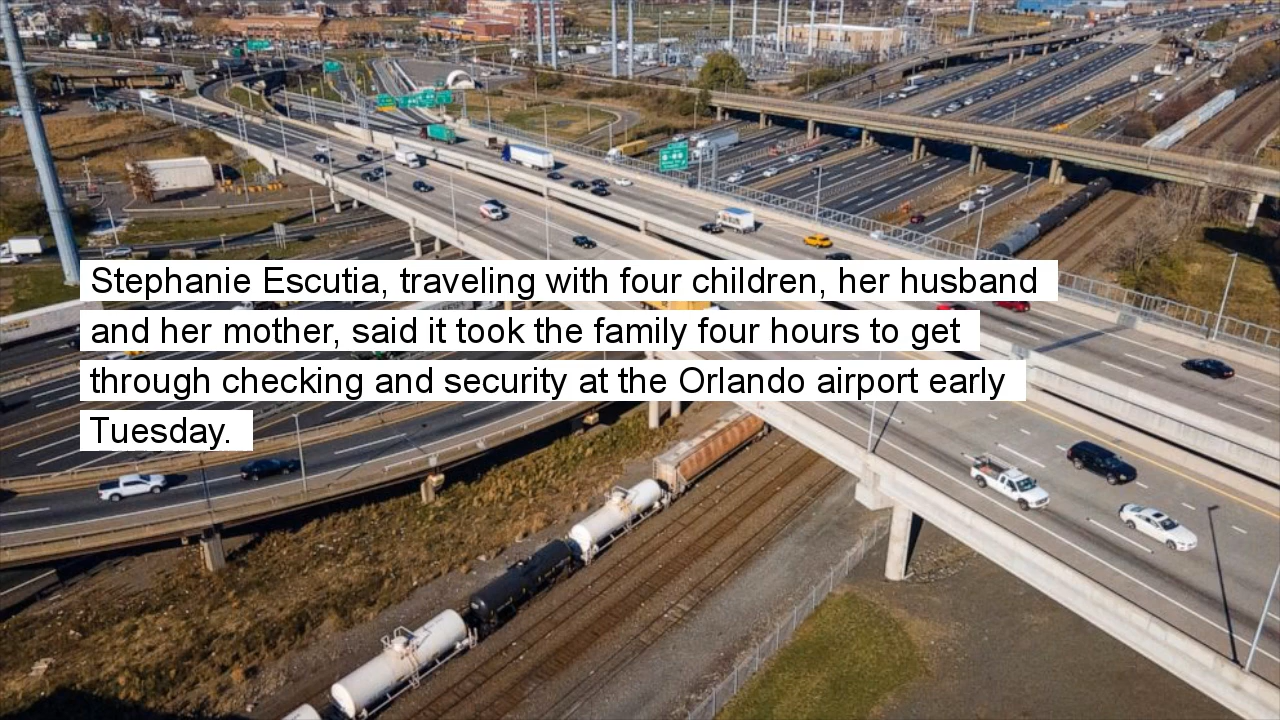 Stephanie Escutia, traveling with four children, her husband
and her mother, said it took the family four hours to get
through checking and security at the Orlando airport early
Tuesday.